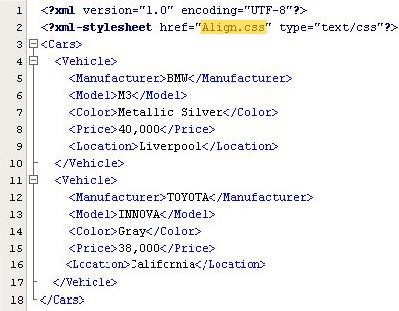 1 <?xml version="1.0" encoding="UTF-8"?>
2 <?xml-stylesheet href="Align.css" type="text/css"?>
3 <Cars>
4 <Vehicle>
5 <Manufacturer>BMW</Manufacturer>
6 <Model>M3</Model>
7 <Color>Metallic Silver</Color>
8 <Price>40,000</Price>
9 <Location>Liverpool</Location>
10 </Vehicle>
11 <Vehicle>
12 <Manufacturer>TOYOTA</Manufacturer>
13 <Model>INNOVA</Model>
14 <Color>Gray</Color>
15 <Price>38,000</Price>
16 <Location>California</Location>
17 </Vehicle>
18 </Cars>